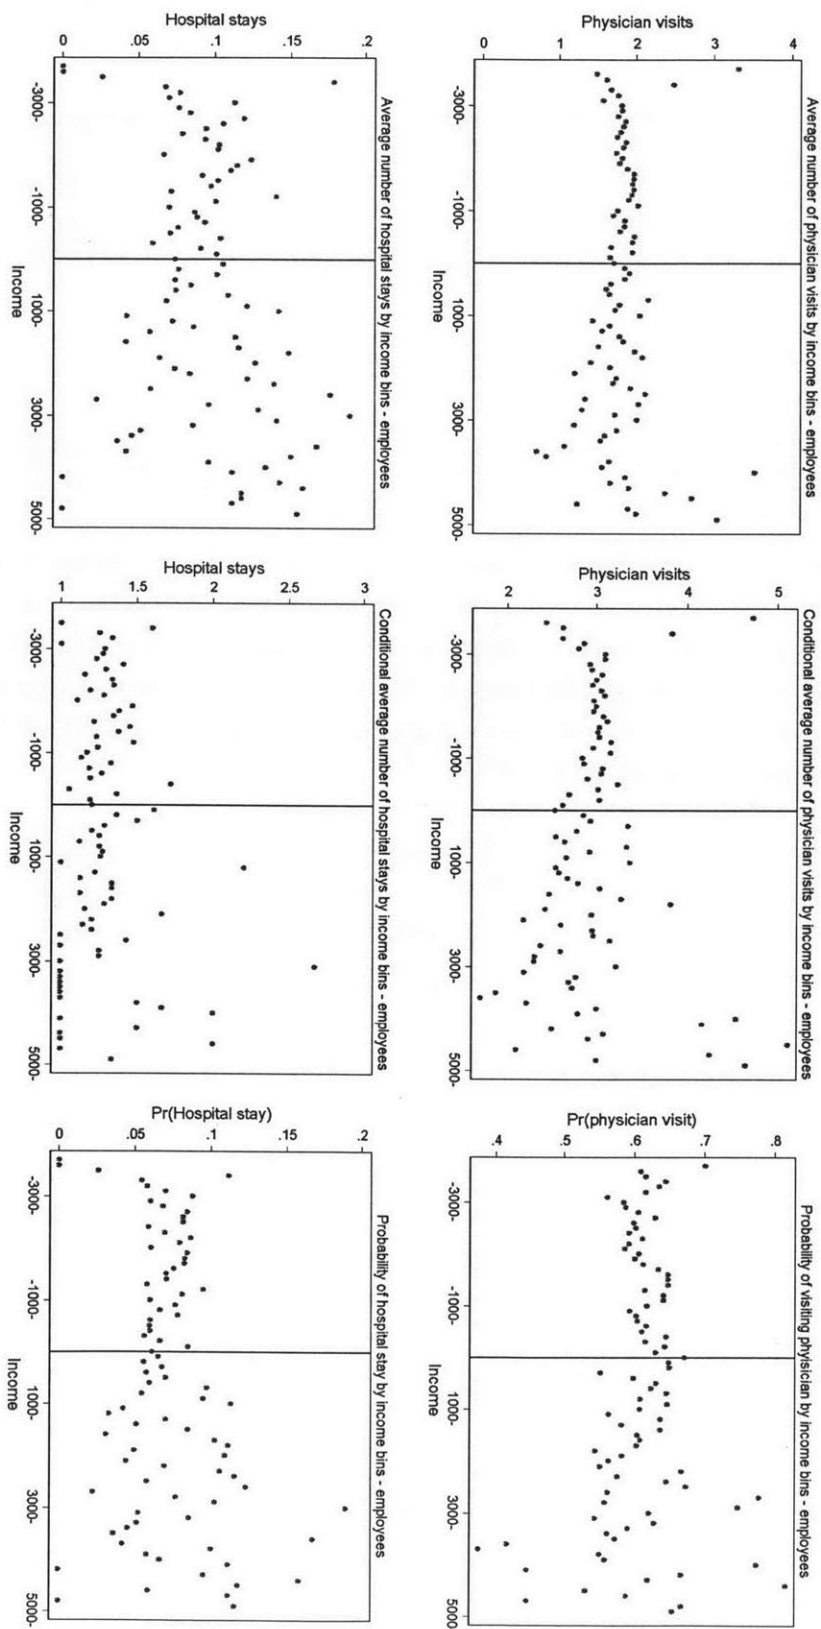 Average number of physician visits by income bins - employees
Physician visits
4
3
2
1
0
-3000 -1000 1000 3000 5000
Income
Conditional average number of physician visits by income bins - employees
Physician visits
5
4
3
2
-3000 -1000 1000 3000 5000
Income
Probability of visiting phyisician by income bins - employees
Pr(physician visit)
.8
.7
.6
.5
.4
-3000 -1000 1000 3000 5000
Income
Average number of hospital stays by income bins - employees
Hospital stays
.2
.15
.1
.05
0
-3000 -1000 1000 3000 5000
Income
Conditional average number of hospital stays by income bins - employees
Hospital stays
3
2.5
2
1.5
1
-3000 -1000 1000 3000 5000
Income
Probability of hospital stay by income bins - employees
Pr(Hospital stay)
.2
.15
.1
.05
0
-3000 -1000 1000 3000 5000
Income